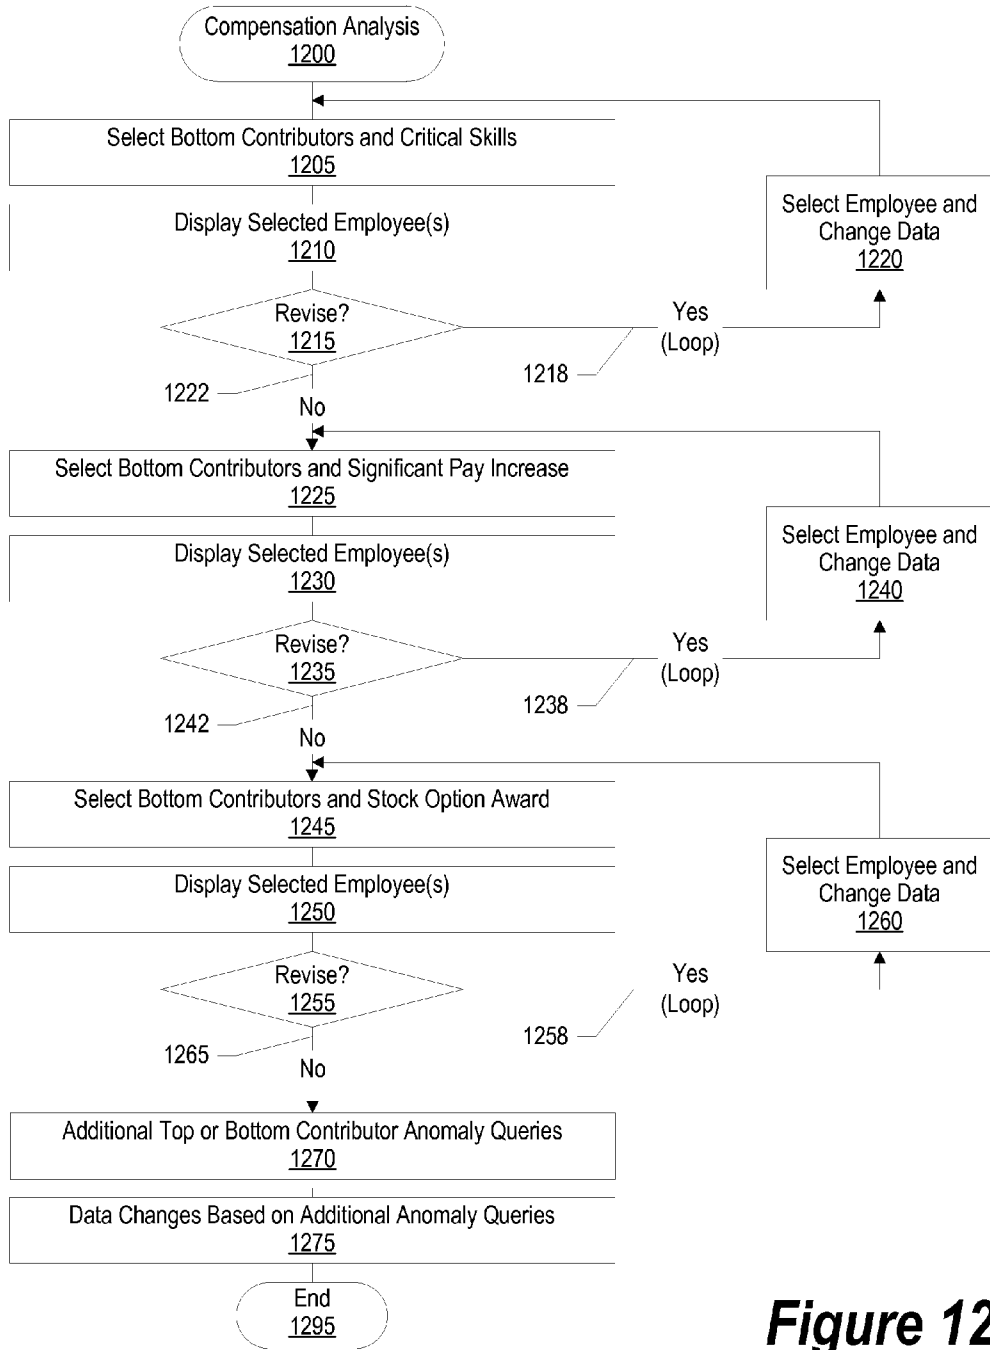 Compensation Analysis
1200
Select Bottom Contributors and Critical Skills
1205
Display Selected Employee(s)
1210
Select Employee and
Change Data
1220
Revise?
1215
Yes
(Loop)
1218
1222
No
Select Bottom Contributors and Significant Pay Increase
1225
Display Selected Employee(s)
1230
Select Employee and
Change Data
1240
Revise?
1235
Yes
(Loop)
1238
1242
No
Select Bottom Contributors and Stock Option Award
1245
Display Selected Employee(s)
1250
Select Employee and
Change Data
1260
Revise?
1255
Yes
(Loop)
1258
1265
No
Additional Top or Bottom Contributor Anomaly Queries
1270
Data Changes Based on Additional Anomaly Queries
1275
End
1295
Figure 12